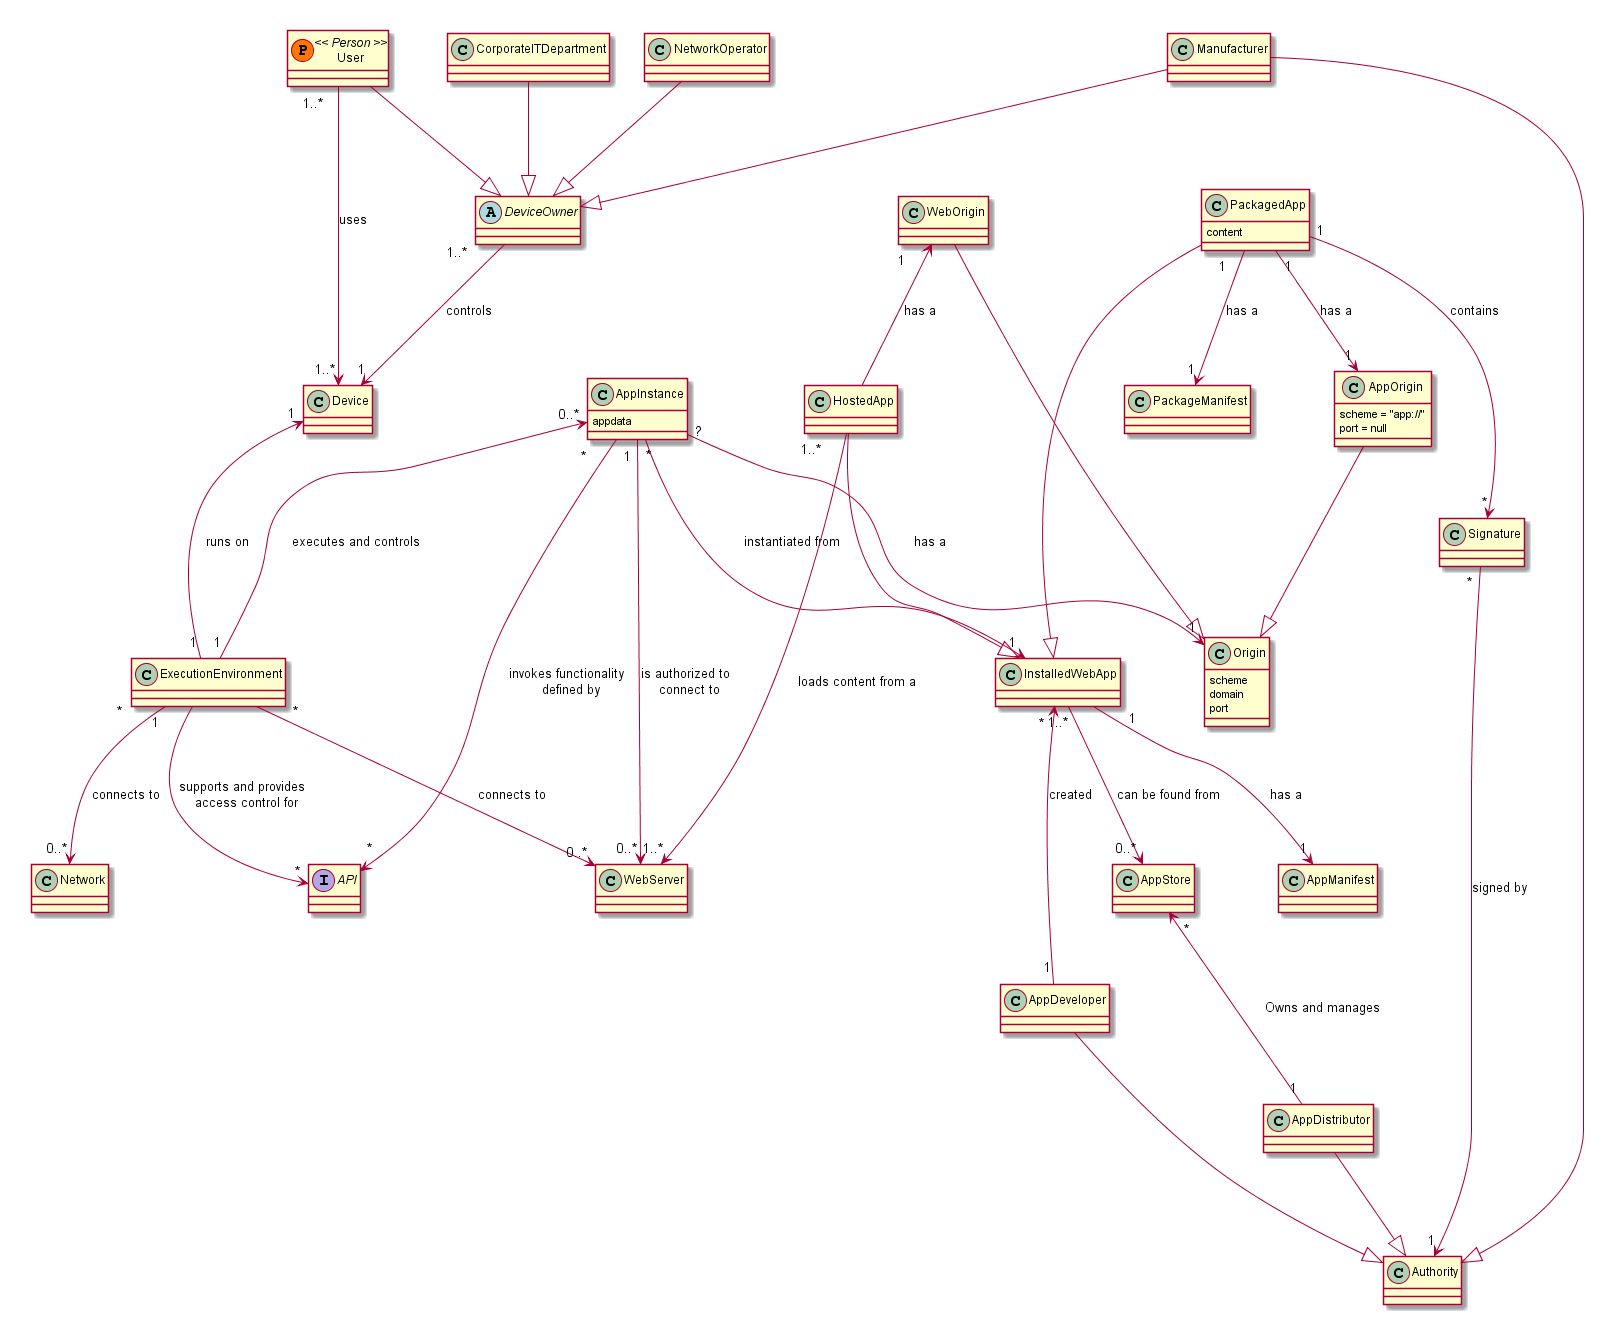 P
<< Person >>
User
C CorporateITDepartment
C NetworkOperator
C Manufacturer
1..*
uses
A DeviceOwner
C WebOrigin
C PackagedApp
content
1..*
1
1
1
1
controls
has a
has a
has a
contains
1..*
1
1
1
C Device
C AppInstance
appdata
C HostedApp
C PackageManifest
C AppOrigin
scheme = "app://"
port = null
1
0..*
?
*
1
*
1..*
*
runs on
executes and controls
instantiated from
has a
C Signature
*
1
1
1
1
C ExecutionEnvironment
invokes functionality
defined by
is authorized to
connect to
loads content from a
C InstalledWebApp
C Origin
scheme
domain
port
*
1
*
*
1..*
1
connects to
supports and provides
access control for
connects to
created
can be found from
has a
0..*
*
*
0..*
0..*
1..*
0..*
1
C Network
I API
C WebServer
C AppStore
C AppManifest
signed by
*
1
C AppDeveloper
Owns and manages
1
C AppDistributor
1
C Authority